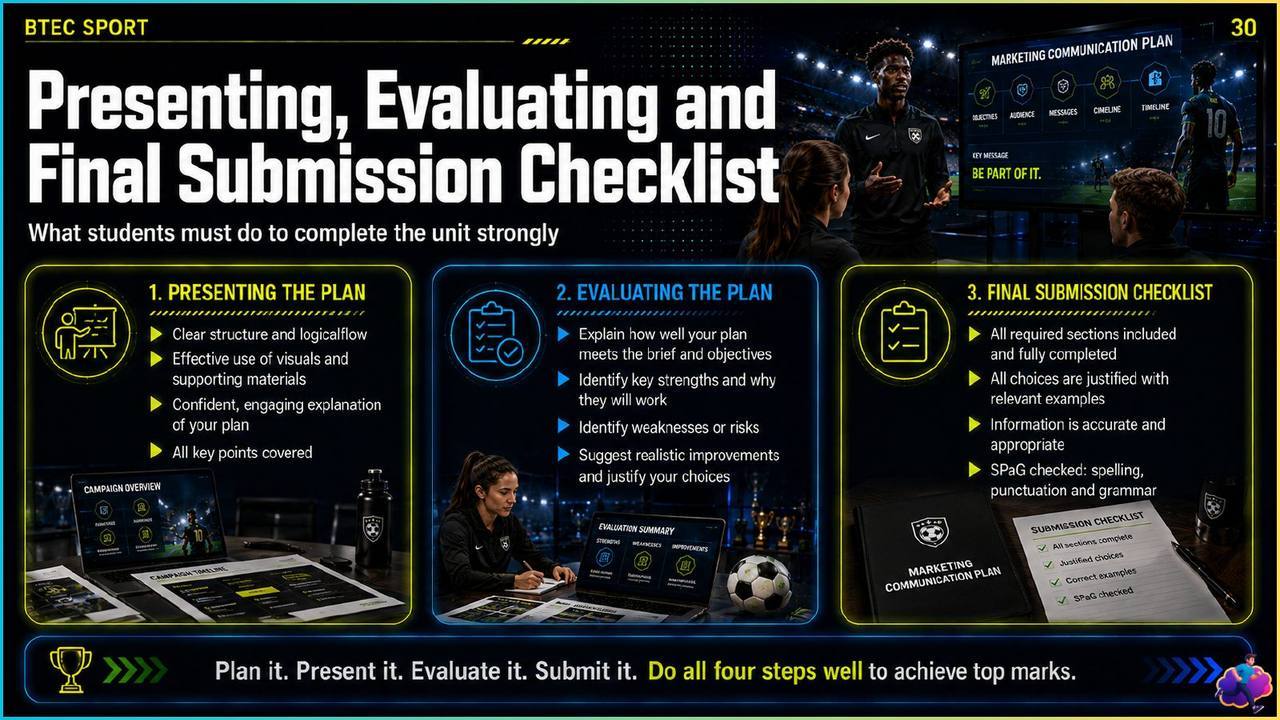 BTEC SPORT
30
Presenting, Evaluating and
Final Submission Checklist
What students must do to complete the unit strongly
MARKETING COMMUNICATION PLAN
OBJECTIVES
AUDIENCE
MESSAGES
CIMELINE
TIMELINE
KEY MESSAGE
BE PART OF IT.
10
1. PRESENTING THE PLAN
Clear structure and logicalflow
Effective use of visuals and
supporting materials
Confident, engaging explanation
of your plan
All key points covered
CAMPAIGN OVERVIEW
10
CAMPAIGN TIMELINE
2. EVALUATING THE PLAN
Explain how well your plan
meets the brief and objectives
Identify key strengths and why
they will work
Identify weaknesses or risks
Suggest realistic improvements
and justify your choices
EVALUATION SUMMARY
STRENGTHS
WEAKNESSES
IMPROVEMENTS
3. FINAL SUBMISSION CHECKLIST
All required sections included
and fully completed
All choices are justified with
relevant examples
Information is accurate and
appropriate
SPaG checked: spelling,
punctuation and grammar
MARKETING
COMMUNICATION PLAN
SUBMISSION CHECKLIST
All sections complete
Justified choices
Correct examples
SPaG checked
Plan it. Present it. Evaluate it. Submit it. Do all four steps well to achieve top marks.